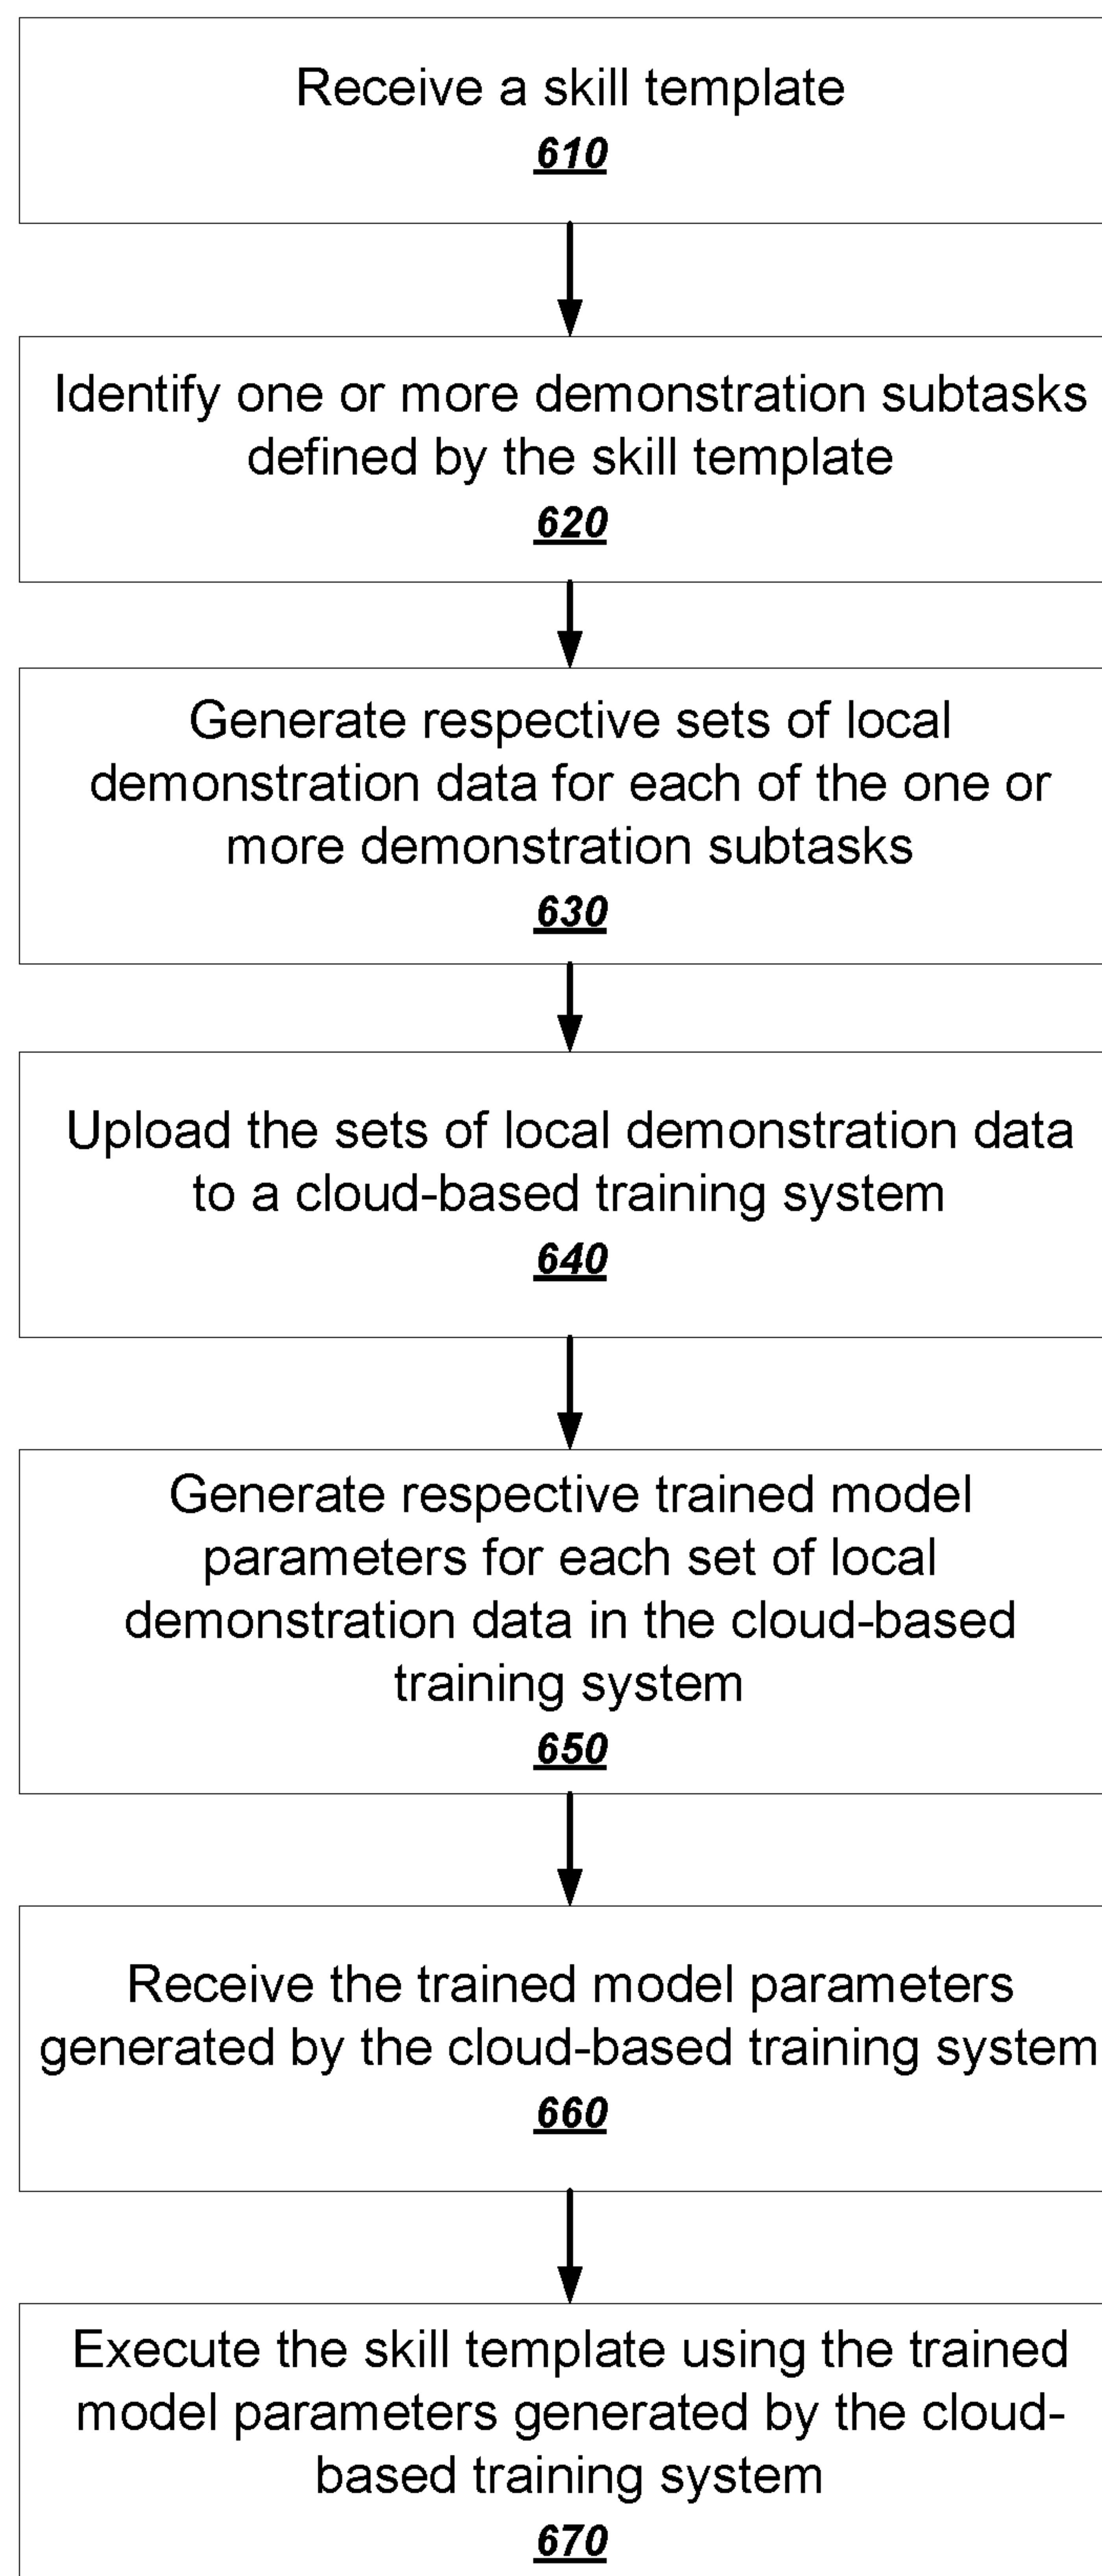 Receive a skill template
610
Identify one or more demonstration subtasks
defined by the skill template
620
Generate respective sets of local
demonstration data for each of the one or
more demonstration subtasks
630
Upload the sets of local demonstration data
to a cloud-based training system
640
Generate respective trained model
parameters for each set of local
demonstration data in the cloud-based
training system
650
Receive the trained model parameters
generated by the cloud-based training system
660
Execute the skill template using the trained
model parameters generated by the cloud-
based training system
670